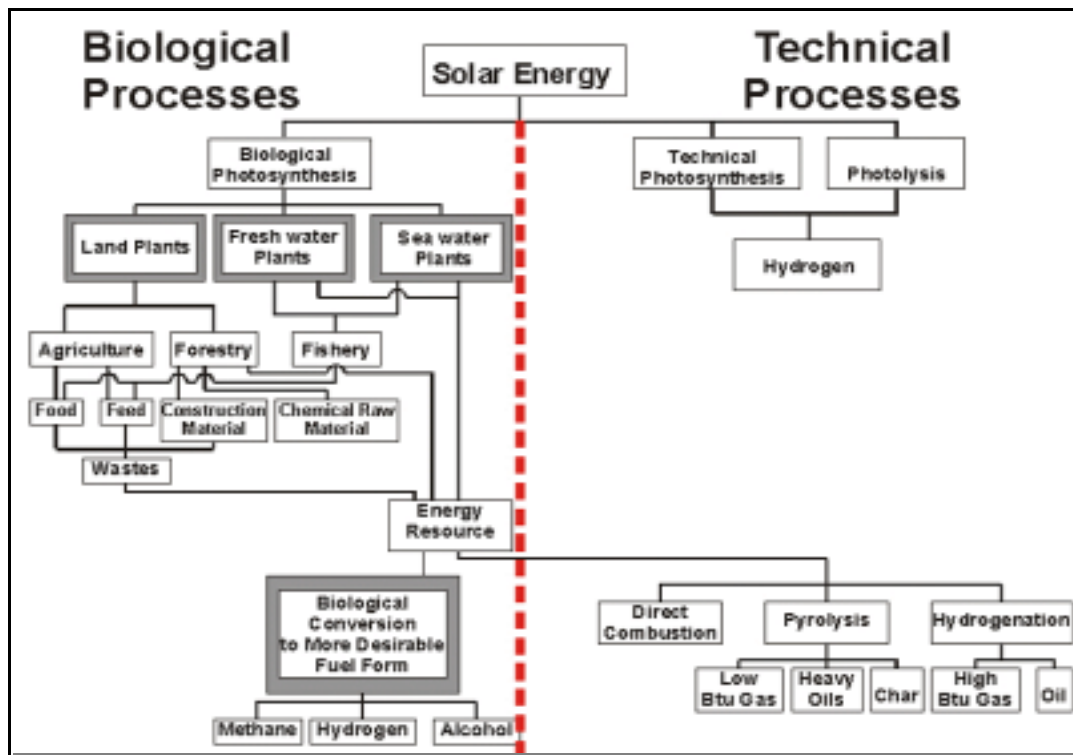 Biological
Processes
Solar Energy
Technical
Processes
Biological
Photosynthesis
Technical
Photosynthesis
Photolysis
Land Plants
Fresh water
Plants
Sea water
Plants
Hydrogen
Agriculture
Forestry
Fishery
Food
Feed
Construction
Material
Chemical Raw
Material
Wastes
Energy
Resource
Biological
Conversion
to More Desirable
Fuel Form
Direct
Combustion
Pyrolysis
Hydrogenation
Low
Btu Gas
Heavy
Oils
Char
High
Btu Gas
Oil
Methane
Hydrogen
Alcohol